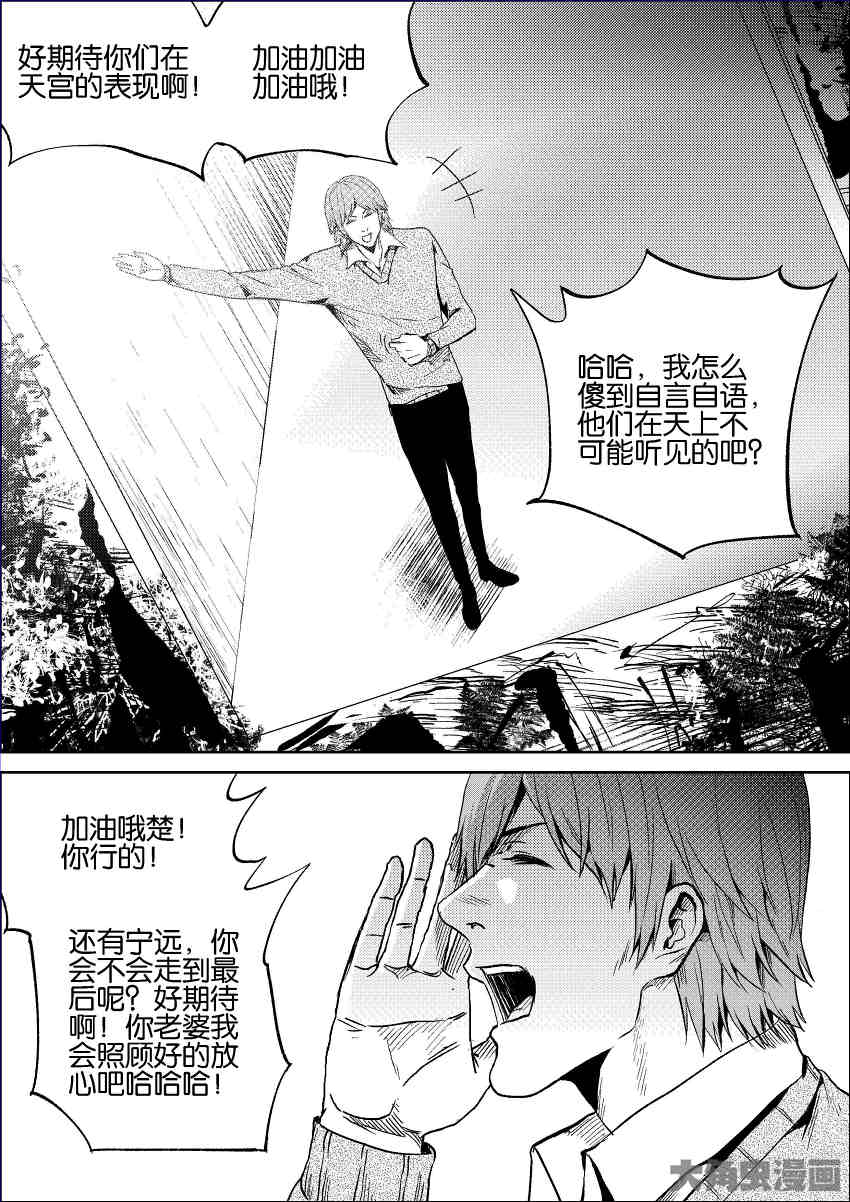 好期待你们在
天宫的表现啊！
加油加油
加油哦！
哈哈，我怎么
傻到自言自语，
他们在天上不
可能听见的吧？
加油哦楚！
你行的！
还有宁远，你
会不会走到最
后呢？好期待
啊！你老婆我
会照顾好的放
心吧哈哈哈！
大角虫漫画